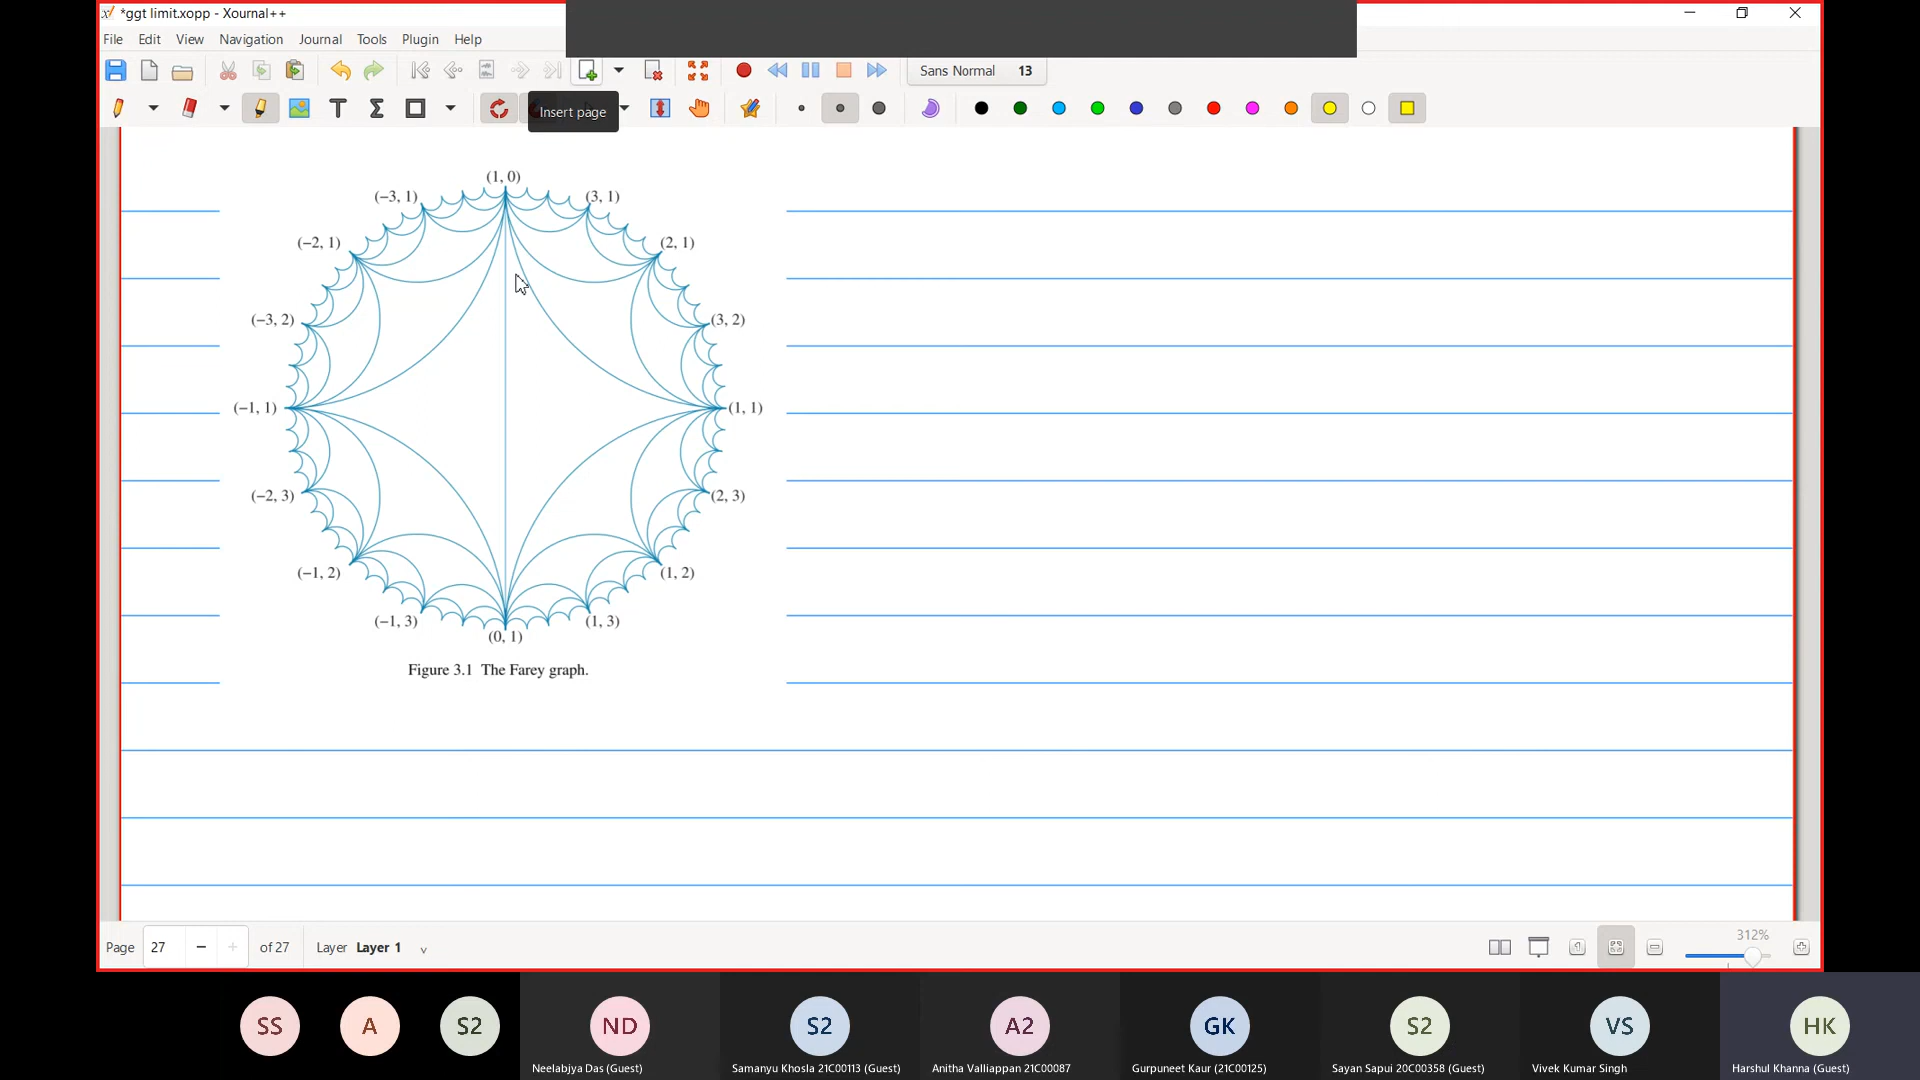 *ggt limit.xopp - Xournal++
File Edit View Navigation Journal Tools Plugin Help
Sans Normal 13
Insert page
(1, 0)
(−3, 1) (3, 1)
(−2, 1) (2, 1)
(−3, 2) (3, 2)
(−1, 1) (1, 1)
(−2, 3) (2, 3)
(−1, 2) (1, 2)
(−1, 3) (1, 3)
(0, 1)
Figure 3.1 The Farey graph.
Page 27 of 27 Layer Layer 1
312%
SS A S2 ND S2 A2 GK S2 VS HK
Neelabjya Das (Guest) Samanyu Khosla 21C00113 (Guest) Anitha Valliappan 21C00087 Gurpuneet Kaur (21C00125) Sayan Sapui 20C00358 (Guest) Vivek Kumar Singh Harshul Khanna (Guest)